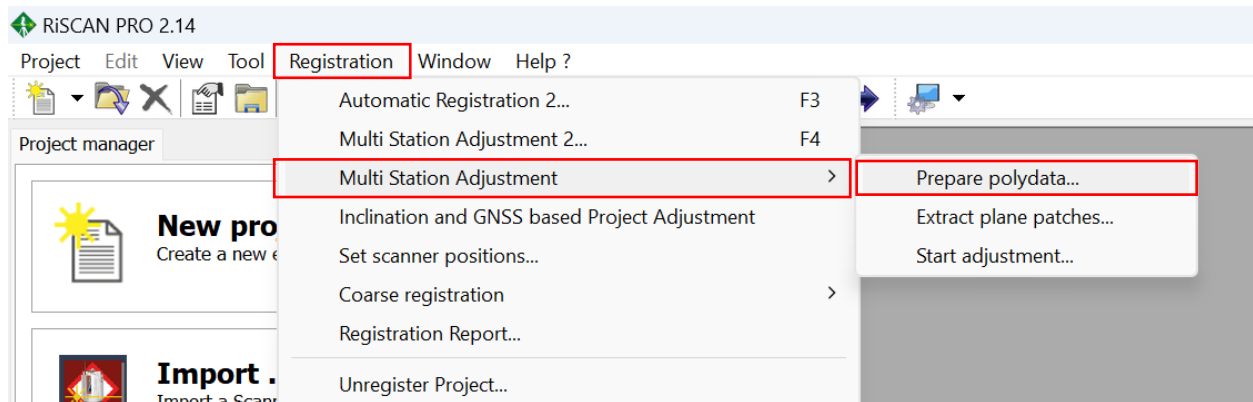 RiSCAN PRO 2.14
Project Edit View Tool Registration Window Help ?
Automatic Registration 2... F3
Project manager
Multi Station Adjustment 2... F4
Multi Station Adjustment
Prepare polydata...
New pro
Inclination and GNSS based Project Adjustment
Extract plane patches...
Create a new e
Set scanner positions...
Start adjustment...
Coarse registration
Registration Report...
Import .
Unregister Project...
Import a Scann